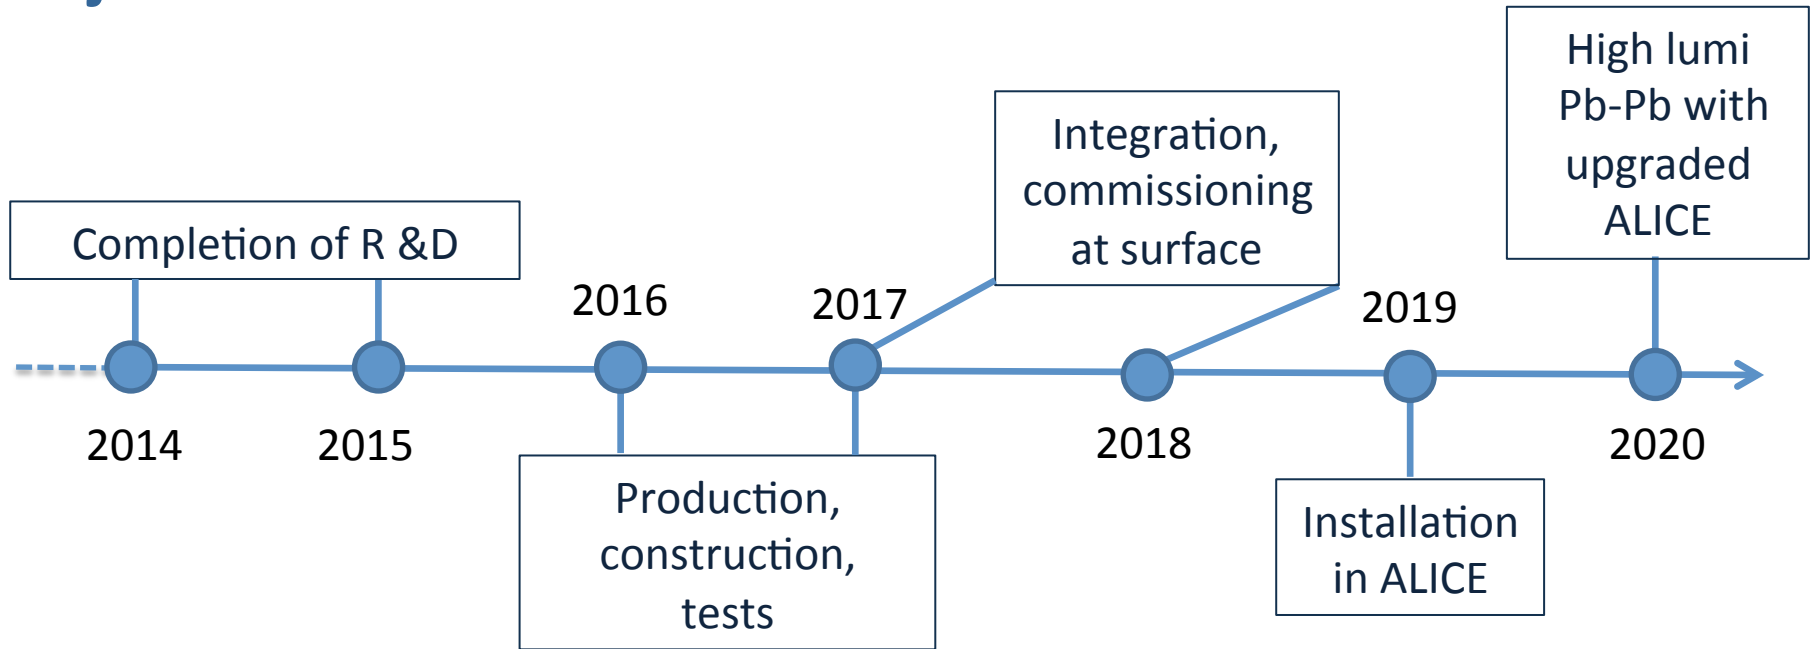 Completion of R &D
2014
2015
2016
Production,
construction,
tests
2017
Integration,
commissioning
at surface
2018
2019
Installation
in ALICE
High lumi
Pb-Pb with
upgraded
ALICE
2020